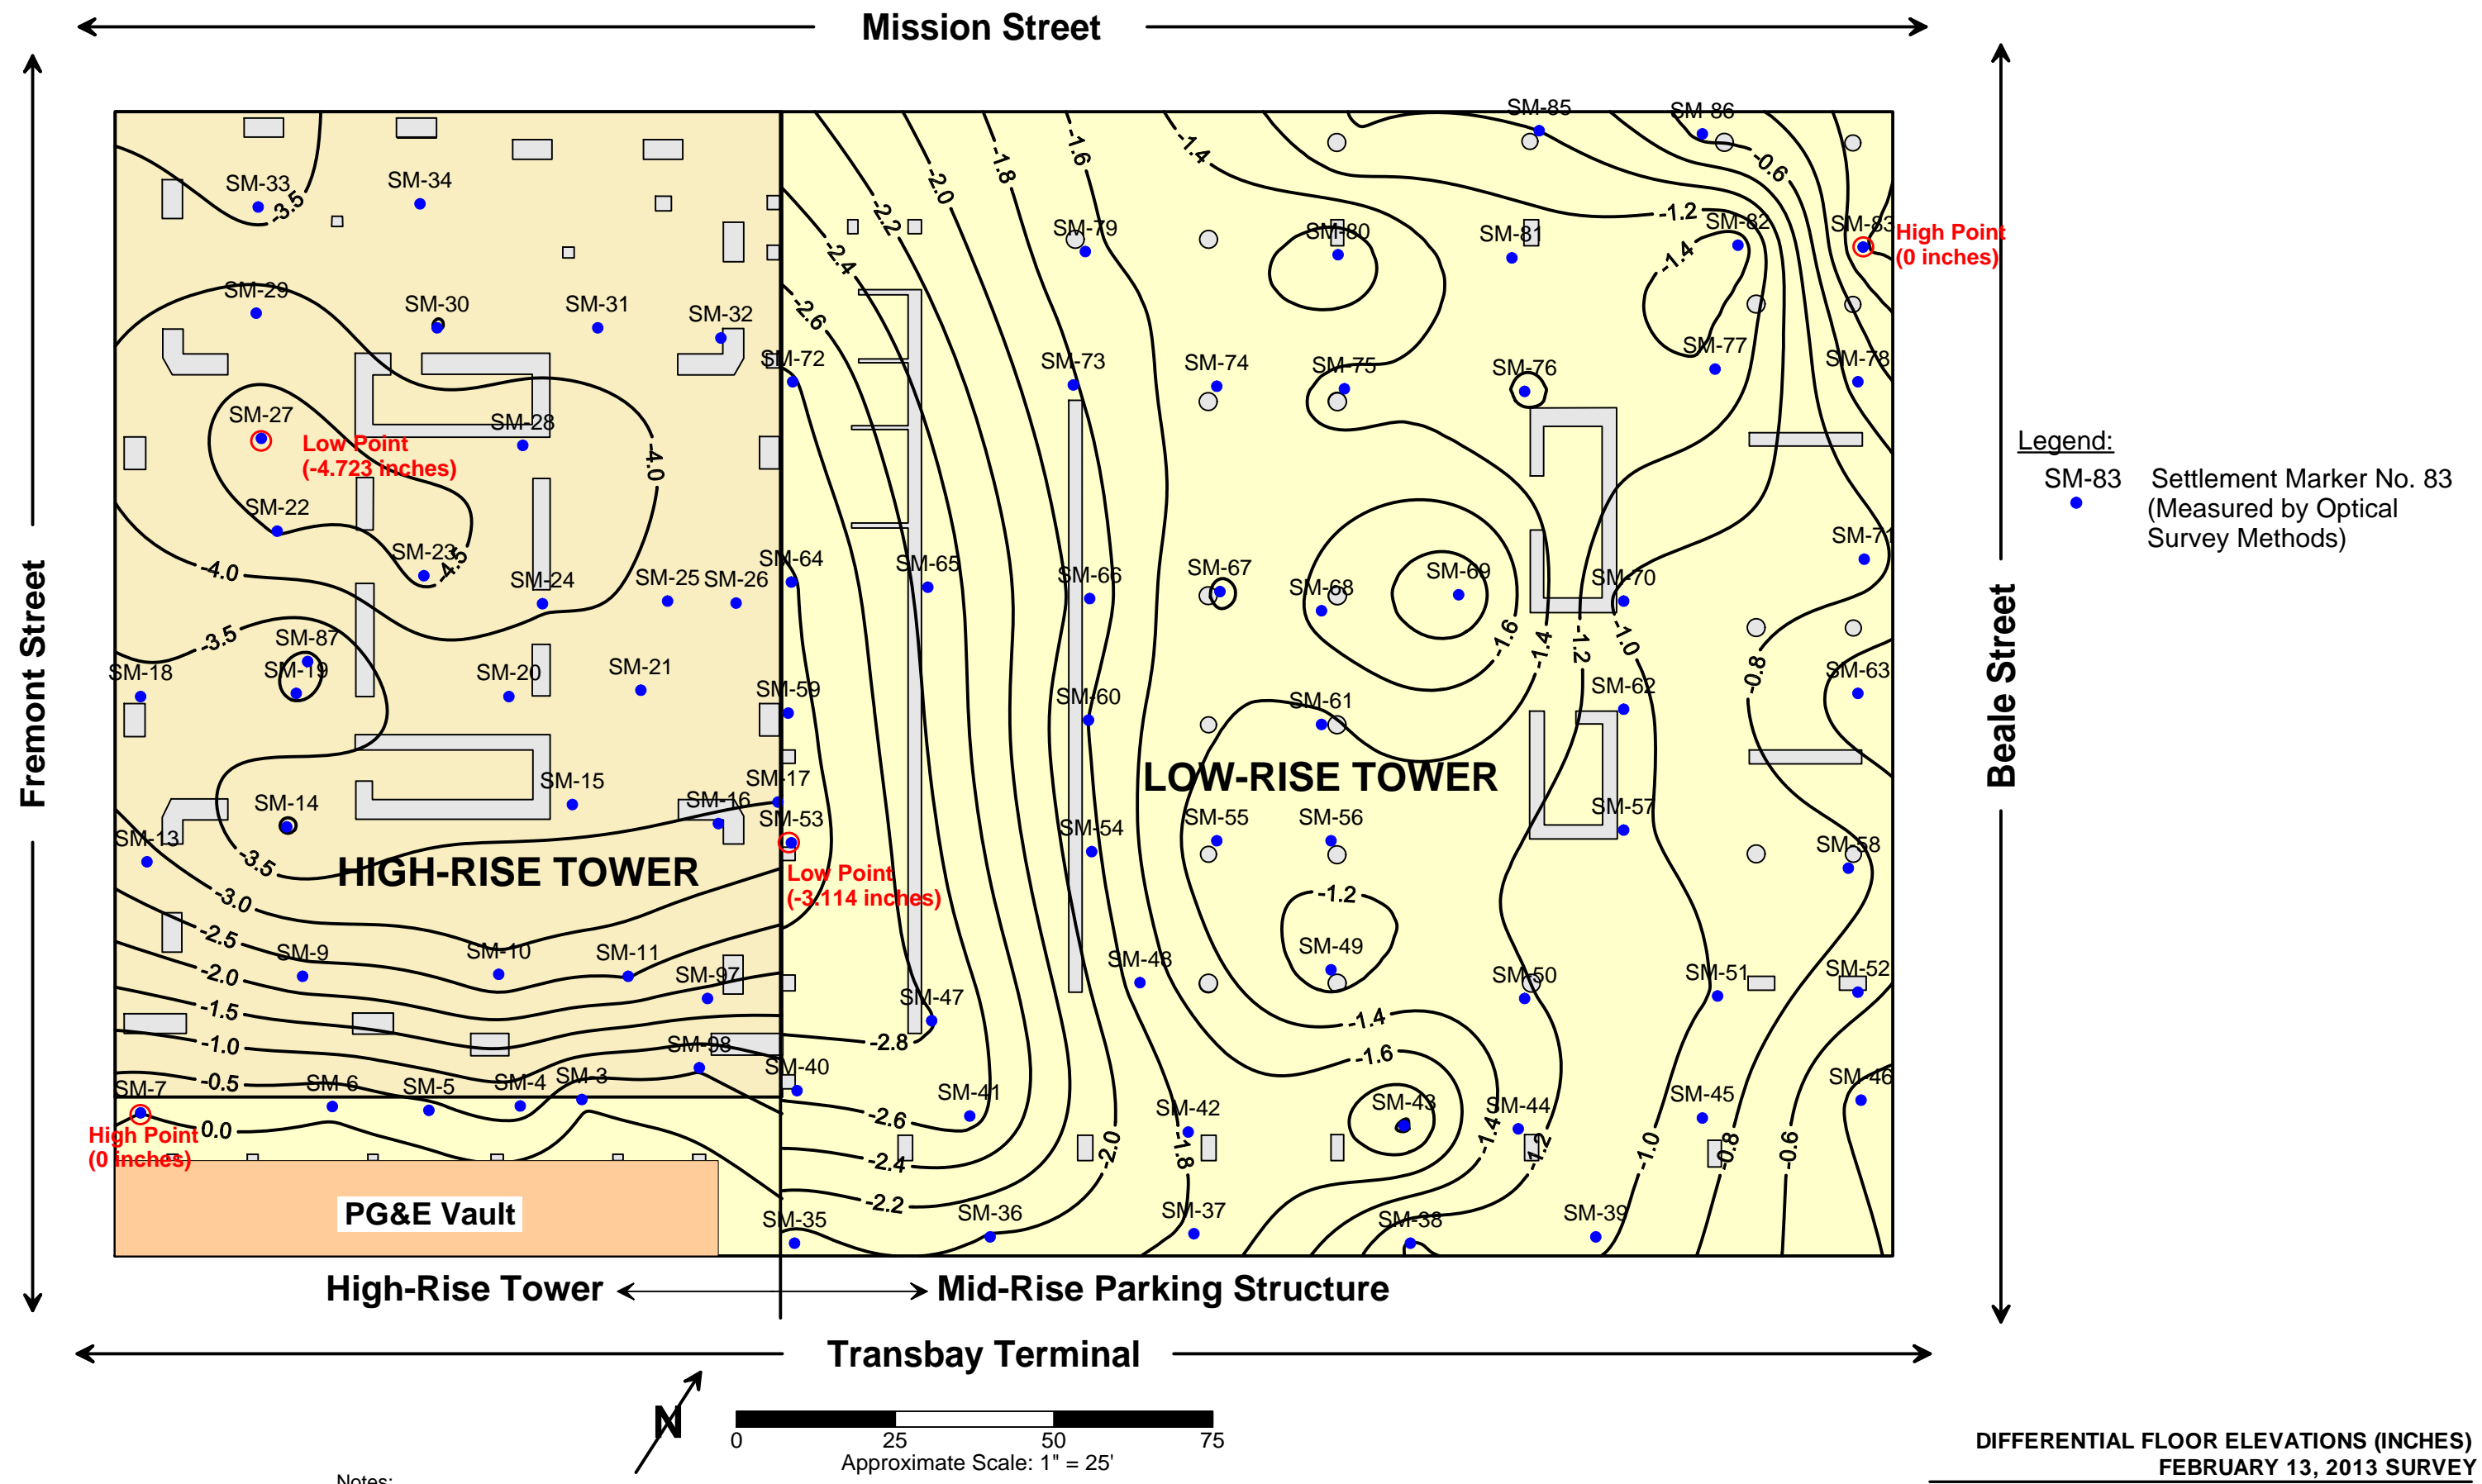 Mission Street
SM-85
SM-86
-1.6
-1.4
-0.6
-1.8
-2.0
SM-33
SM-34
-3.5
-2.2
-1.2
SM-79
SM-80
SM-81
SM-82
SM-83
High Point
(0 inches)
-2.4
-1.4
SM-29
SM-30
SM-31
SM-32
-2.6
SM-72
SM-73
SM-74
SM-75
SM-76
SM-77
SM-78
SM-27
SM-28
Low Point
(-4.723 inches)
-4.0
Legend:
SM-83 Settlement Marker No. 83
(Measured by Optical
Survey Methods)
SM-22
SM-23
-4.5
-4.0
SM-24
SM-25
SM-26
SM-64
SM-65
SM-66
SM-67
SM-68
SM-69
SM-70
SM-71
Fremont Street
Beale Street
-3.5
SM-87
SM-18
SM-19
SM-20
SM-21
SM-59
SM-60
SM-61
SM-62
SM-63
-1.6
-1.4
-1.2
-1.0
-0.8
LOW-RISE TOWER
SM-13
SM-14
SM-15
SM-16
SM-17
SM-53
SM-54
SM-55
SM-56
SM-57
SM-58
-3.5
HIGH-RISE TOWER
Low Point
(-3.114 inches)
-3.0
-1.2
-2.5
SM-9
SM-10
SM-11
SM-97
SM-47
SM-48
SM-49
SM-50
SM-51
SM-52
-2.0
-1.5
-1.4
-1.0
-2.8
-1.6
SM-98
-0.5
SM-7
SM-6
SM-5
SM-4
SM-3
SM-40
SM-41
SM-42
SM-43
SM-44
SM-45
SM-46
-2.6
0.0
High Point
(0 inches)
-2.4
-2.0
-1.8
-1.4
-1.2
-1.0
-0.8
-0.6
-2.2
PG&E Vault
SM-35
SM-36
SM-37
SM-38
SM-39
High-Rise Tower
Mid-Rise Parking Structure
Transbay Terminal
N
0 25 50 75
Approximate Scale: 1" = 25'
DIFFERENTIAL FLOOR ELEVATIONS (INCHES)
FEBRUARY 13, 2013 SURVEY
Notes: